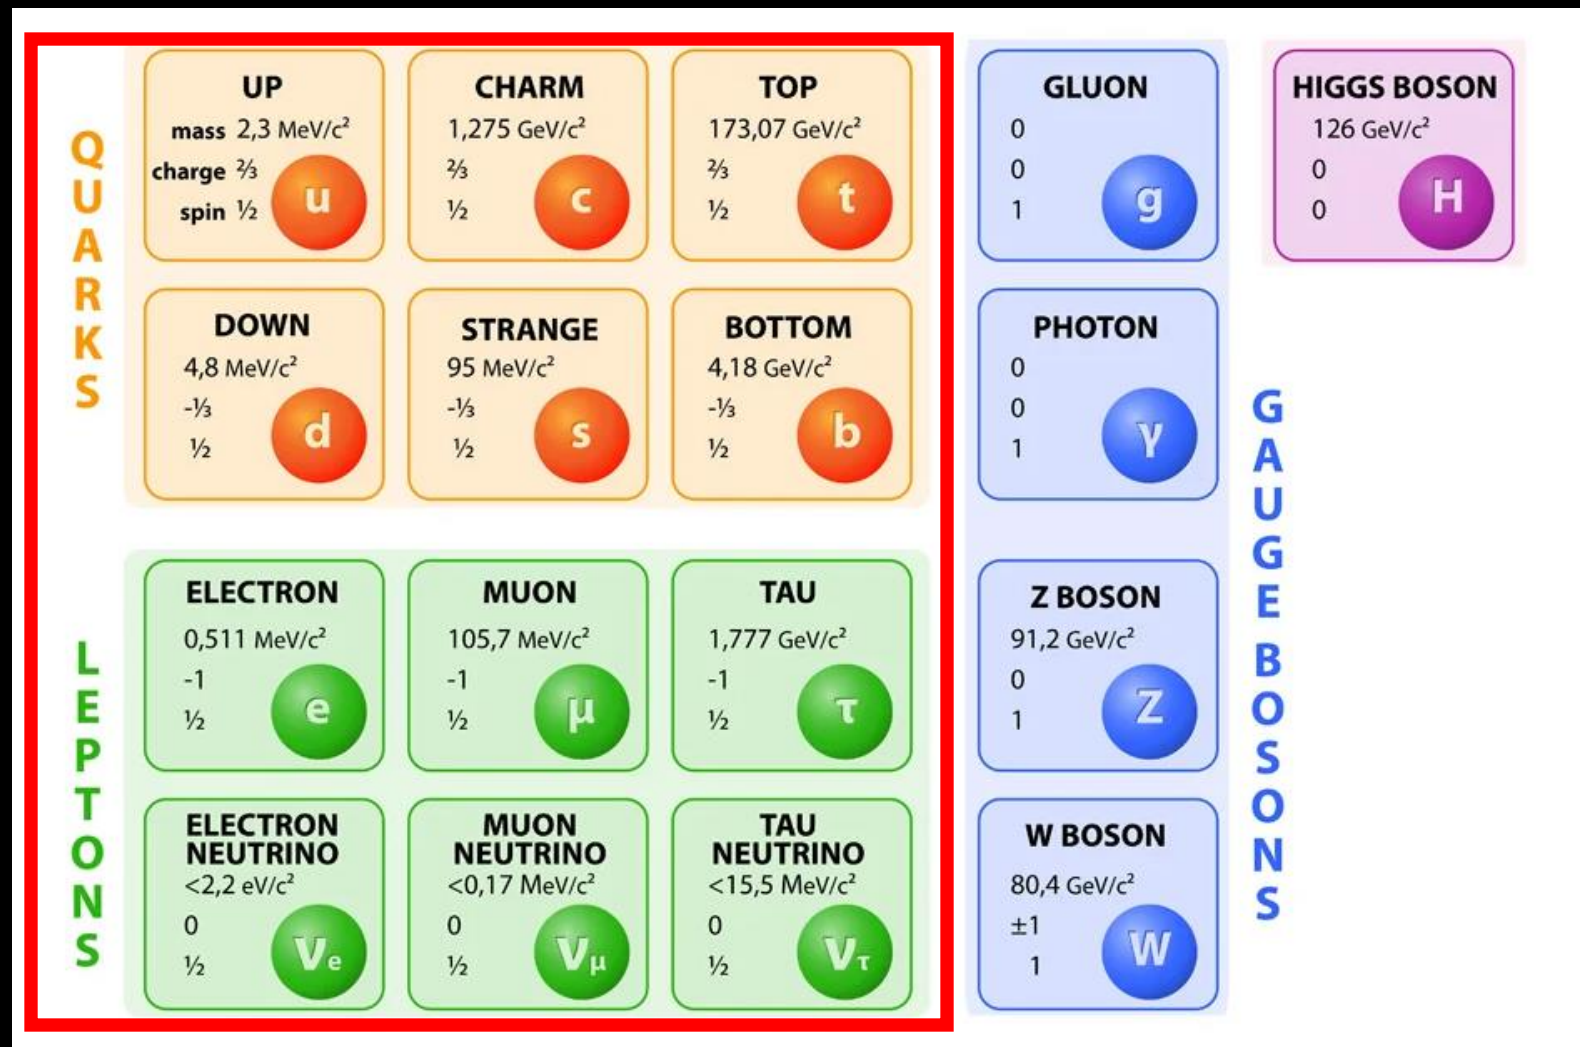 QUARKS
UP
mass 2,3 MeV/c²
charge ⅔
spin ½
u
CHARM
1,275 GeV/c²
⅔
½
c
TOP
173,07 GeV/c²
⅔
½
t
GLUON
0
0
1
g
HIGGS BOSON
126 GeV/c²
0
0
H
DOWN
4,8 MeV/c²
-⅓
½
d
STRANGE
95 MeV/c²
-⅓
½
s
BOTTOM
4,18 GeV/c²
-⅓
½
b
PHOTON
0
0
1
γ
GAUGE BOSONS
LEPTONS
ELECTRON
0,511 MeV/c²
-1
½
e
MUON
105,7 MeV/c²
-1
½
μ
TAU
1,777 GeV/c²
-1
½
τ
Z BOSON
91,2 GeV/c²
0
1
Z
ELECTRON
NEUTRINO
<2,2 eV/c²
0
½
νe
MUON
NEUTRINO
<0,17 MeV/c²
0
½
νμ
TAU
NEUTRINO
<15,5 MeV/c²
0
½
ντ
W BOSON
80,4 GeV/c²
±1
1
W